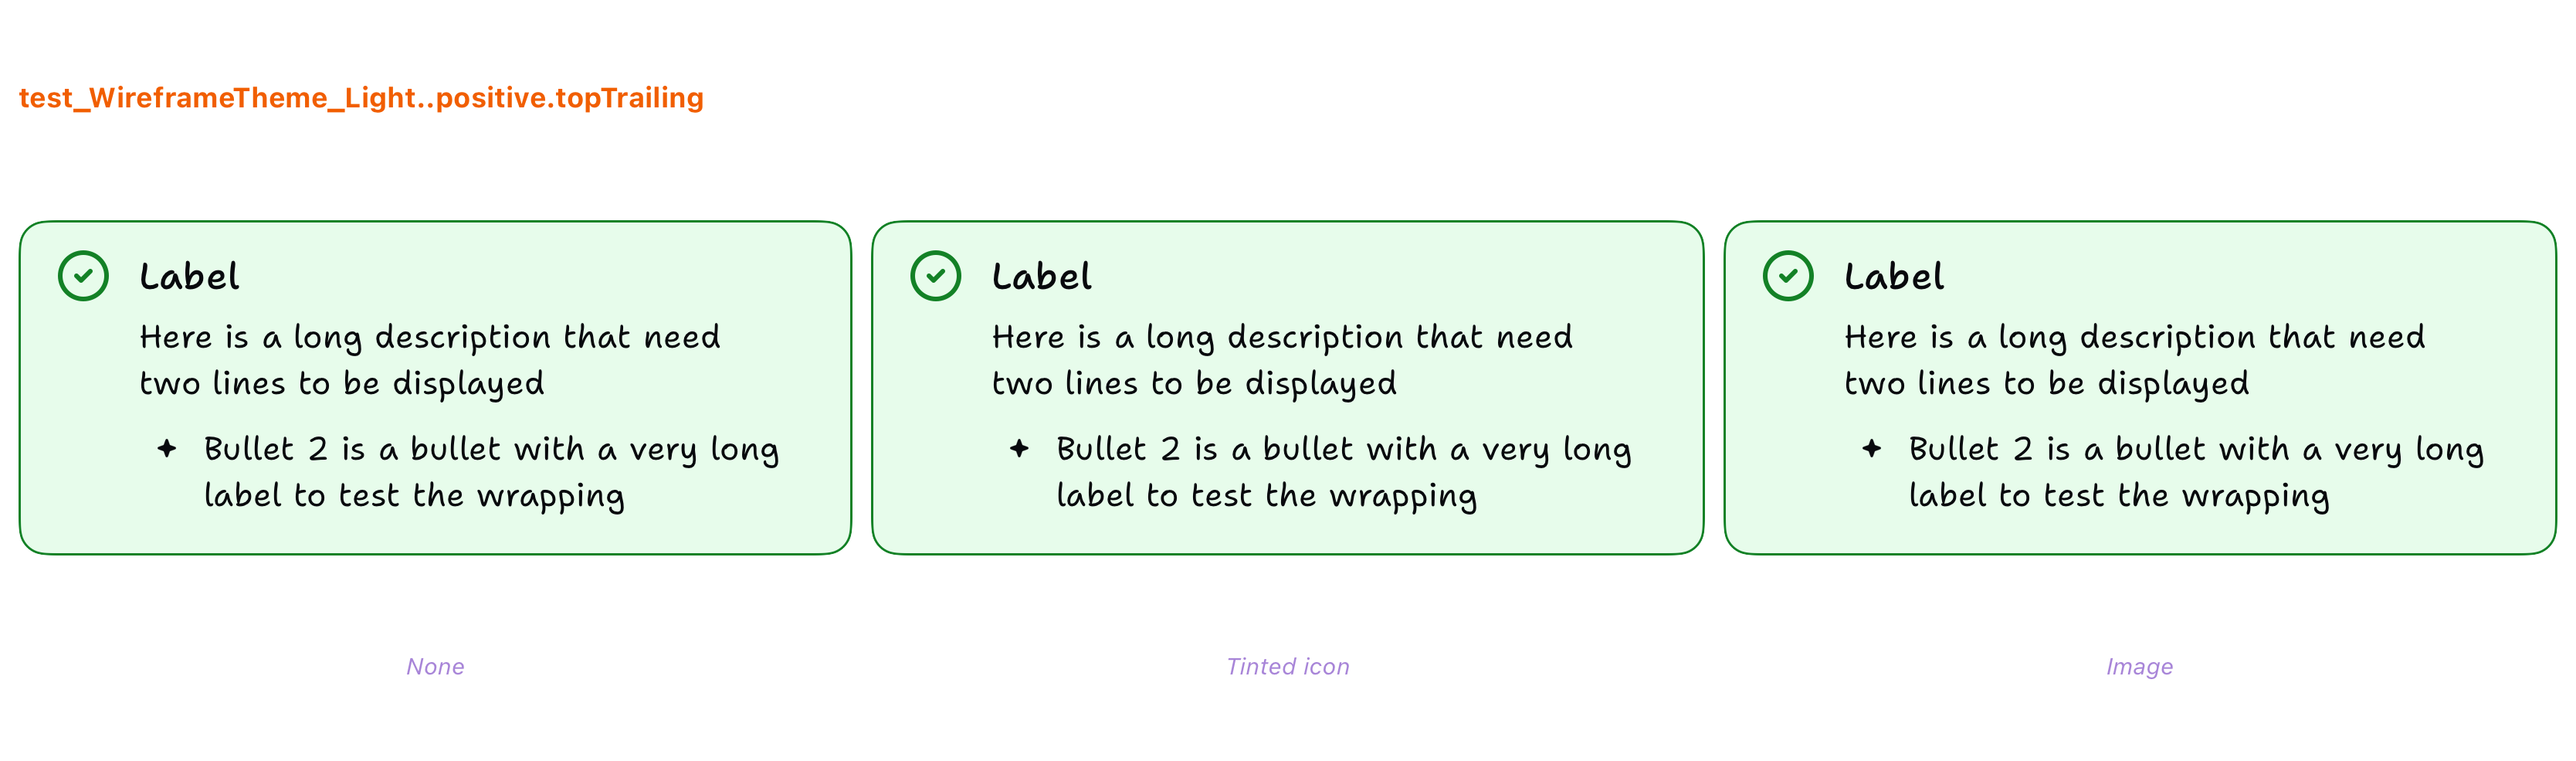 test_WireframeTheme_Light..positive.topTrailing
Label
Here is a long description that need
two lines to be displayed
Bullet 2 is a bullet with a very long
label to test the wrapping
Label
Here is a long description that need
two lines to be displayed
Bullet 2 is a bullet with a very long
label to test the wrapping
Label
Here is a long description that need
two lines to be displayed
Bullet 2 is a bullet with a very long
label to test the wrapping
None
Tinted icon
Image